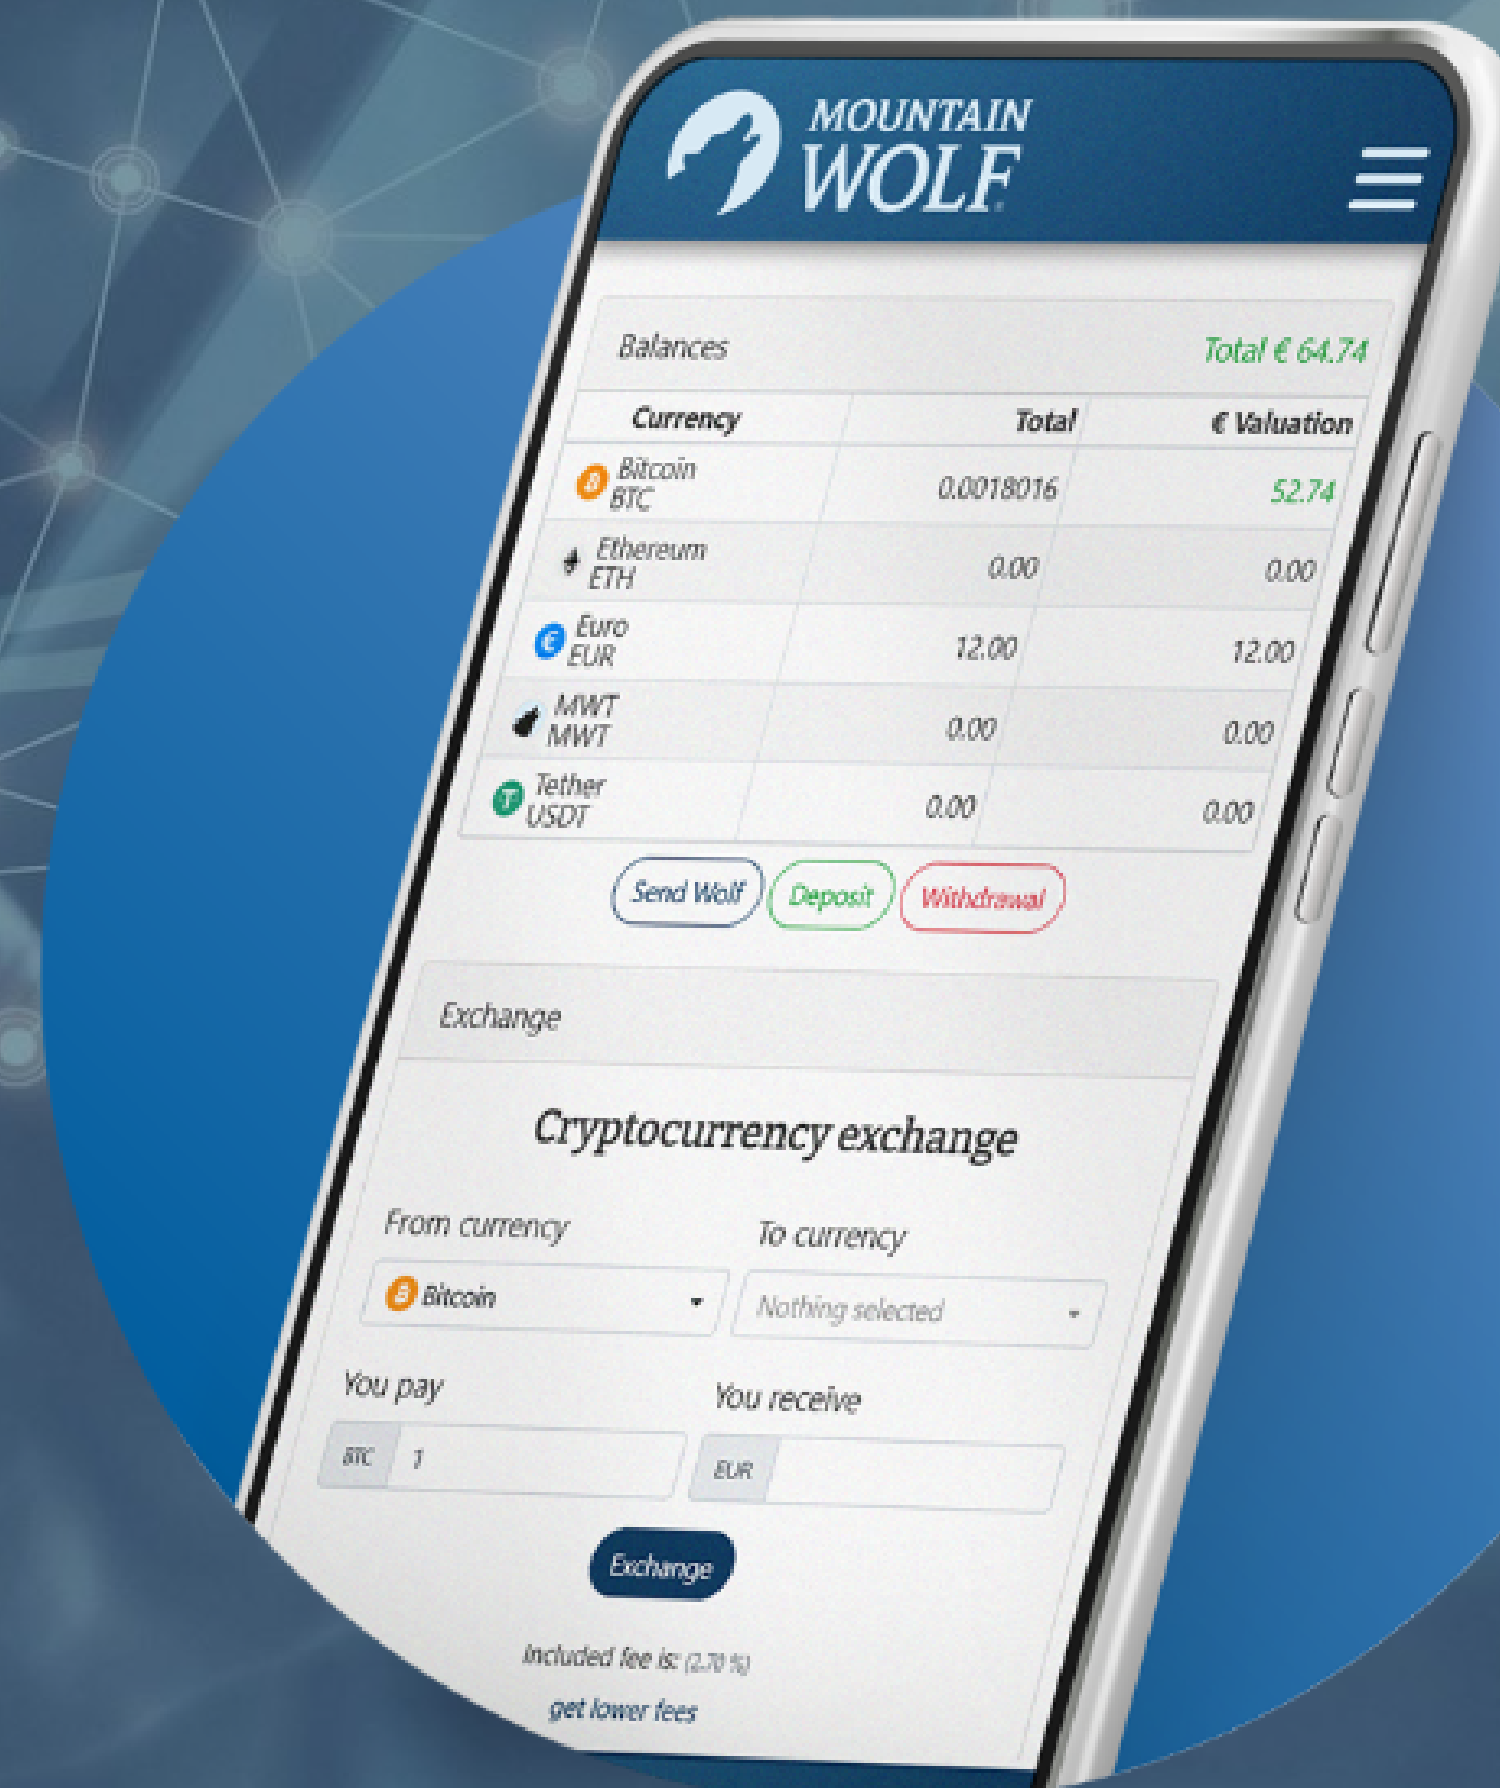 MOUNTAIN
WOLF
Balances Total € 64.74
Currency Total € Valuation
Bitcoin
BTC 0.0018016 52.74
Ethereum
ETH 0.00 0.00
Euro
EUR 12.00 12.00
MWT
MWT 0.00 0.00
Tether
USDT 0.00 0.00
Send Wolf Deposit Withdrawal
Exchange
Cryptocurrency exchange
From currency To currency
Bitcoin Nothing selected
You pay You receive
BTC 1 EUR
Exchange
Included fee is: (2.70 %)
get lower fees